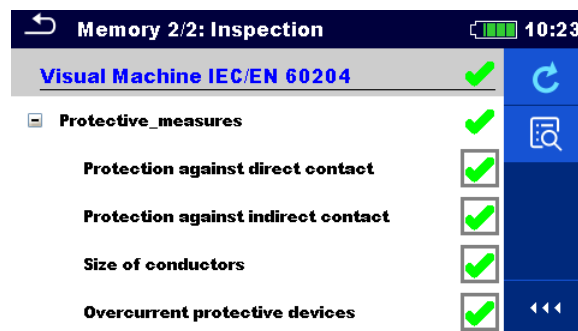 Memory 2/2: Inspection 10:23
Visual Machine IEC/EN 60204
Protective_measures
Protection against direct contact
Protection against indirect contact
Size of conductors
Overcurrent protective devices